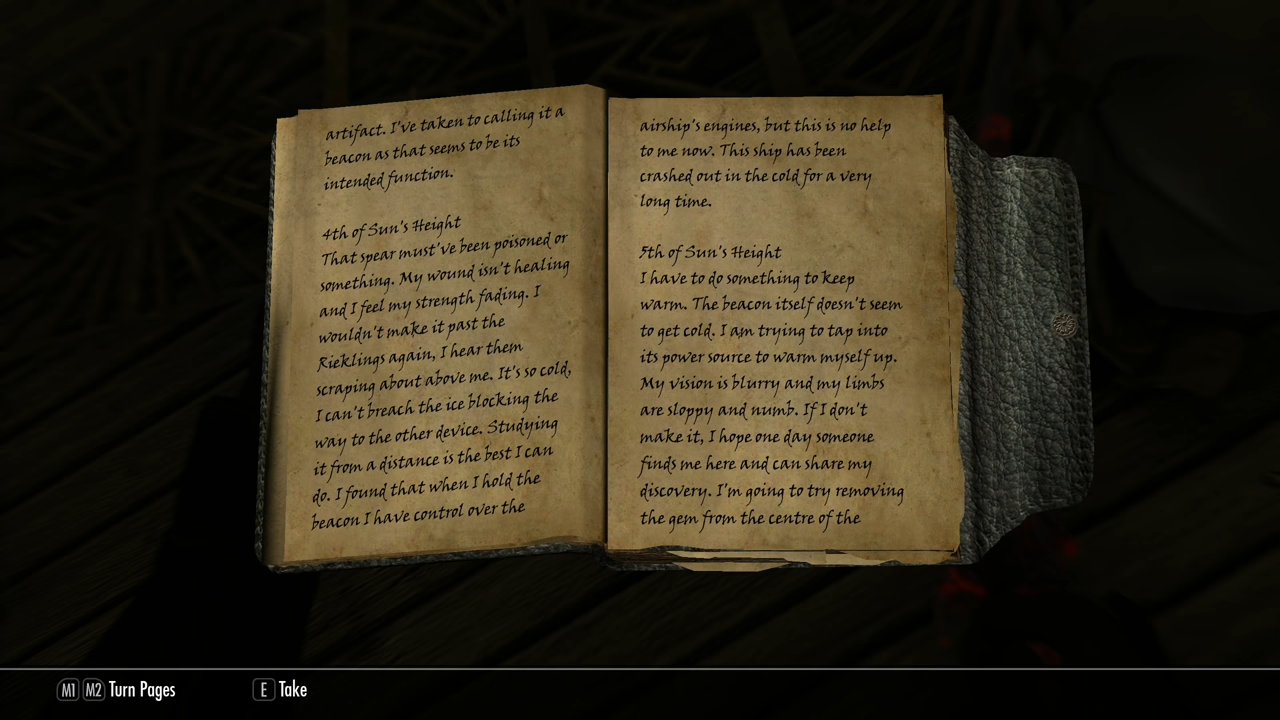 artifact. I've taken to calling it a
beacon as that seems to be its
intended function.
4th of Sun's Height
That spear must've been poisoned or
something. My wound isn't healing
and I feel my strength fading. I
wouldn't make it past the
Rieklings again, I hear them
scraping about above me. It's so cold,
I can't breach the ice blocking the
way to the other device. Studying
it from a distance is the best I can
do. I found that when I hold the
beacon I have control over the
airship's engines, but this is no help
to me now. This ship has been
crashed out in the cold for a very
long time.
5th of Sun's Height
I have to do something to keep
warm. The beacon itself doesn't seem
to get cold. I am trying to tap into
its power source to warm myself up.
My vision is blurry and my limbs
are sloppy and numb. If I don't
make it, I hope one day someone
finds me here and can share my
discovery. I'm going to try removing
the gem from the centre of the
M1 M2 Turn Pages
E Take